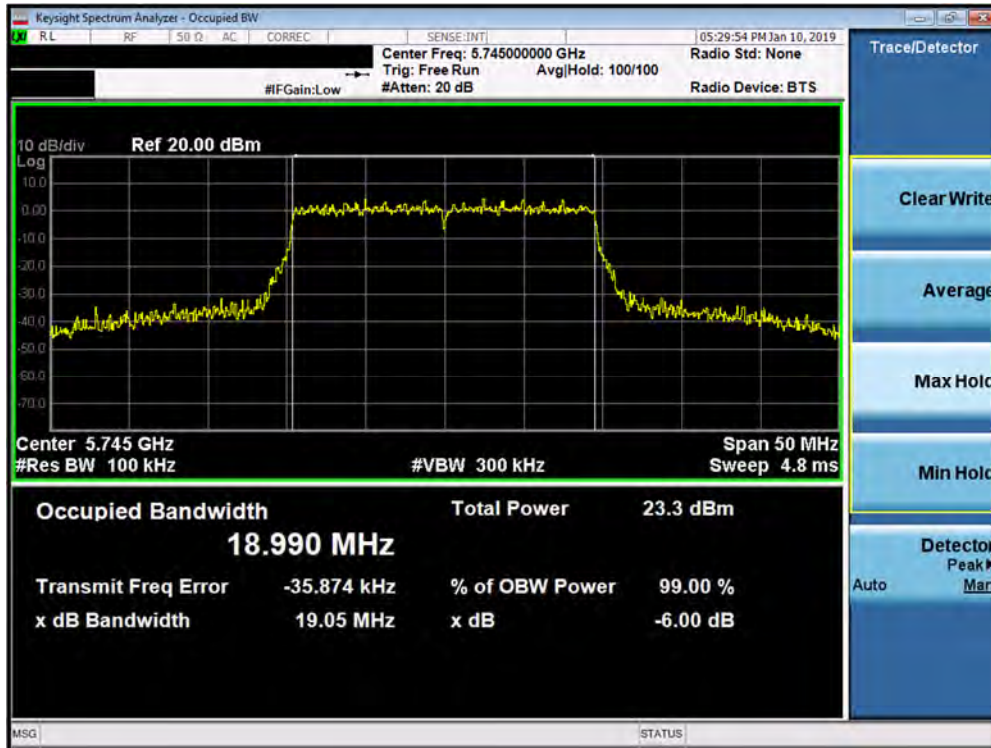 Keysight Spectrum Analyzer - Occupied BW
RL RF 50 Ω AC CORREC SENSE:INT 05:29:54 PM Jan 10, 2019
Center Freq: 5.745000000 GHz Radio Std: None
Trig: Free Run Avg|Hold: 100/100
#IFGain:Low #Atten: 20 dB Radio Device: BTS
Trace/Detector
10 dB/div Ref 20.00 dBm
Log
10.0
0.00
-10.0
-20.0
-30.0
-40.0
-50.0
-60.0
-70.0
Center 5.745 GHz Span 50 MHz
#Res BW 100 kHz #VBW 300 kHz Sweep 4.8 ms
Occupied Bandwidth Total Power 23.3 dBm
18.990 MHz
Transmit Freq Error -35.874 kHz % of OBW Power 99.00 %
x dB Bandwidth 19.05 MHz x dB -6.00 dB
Clear Write
Average
Max Hold
Min Hold
Detector
Peak
Auto Man
MSG STATUS